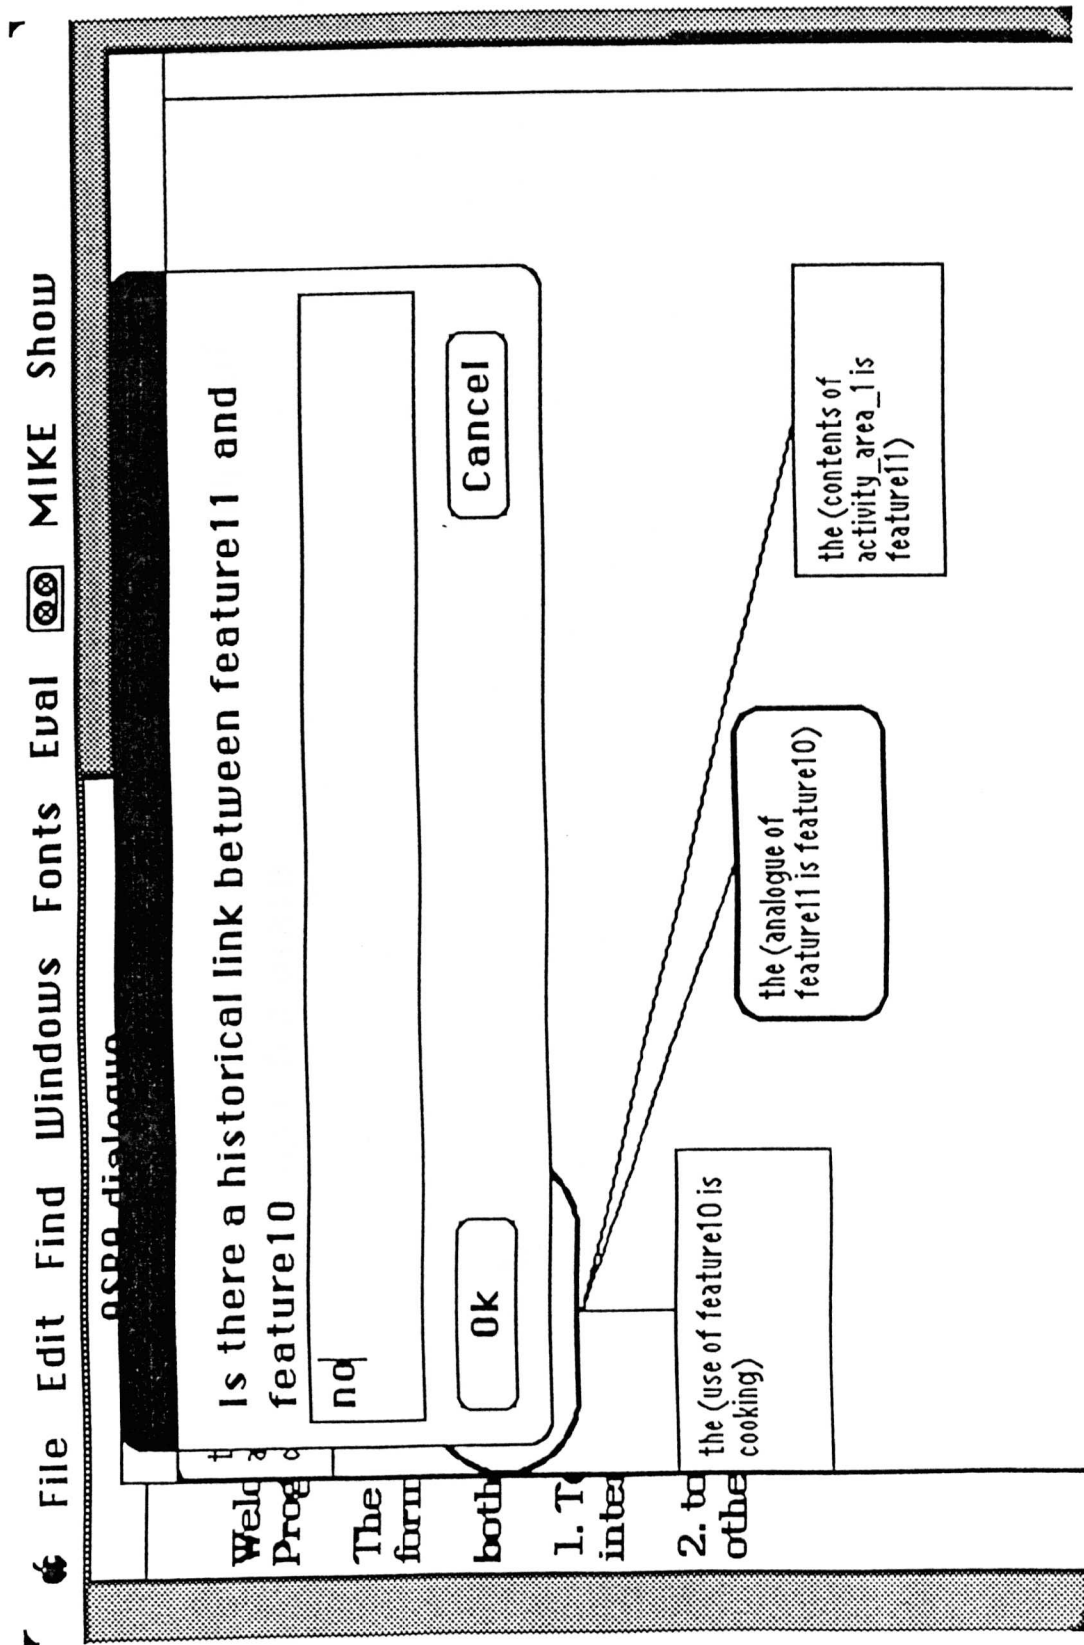 File Edit Find Windows Fonts Eval MIKE Show
Is there a historical link between feature11 and
feature10
no
Ok
Cancel
Welc
Prog
The
form
both
1. T
inte
2. to
othe
the (use of feature10 is
cooking)
the (analogue of
feature11 is feature10)
the (contents of
activity_area_1 is
feature11)